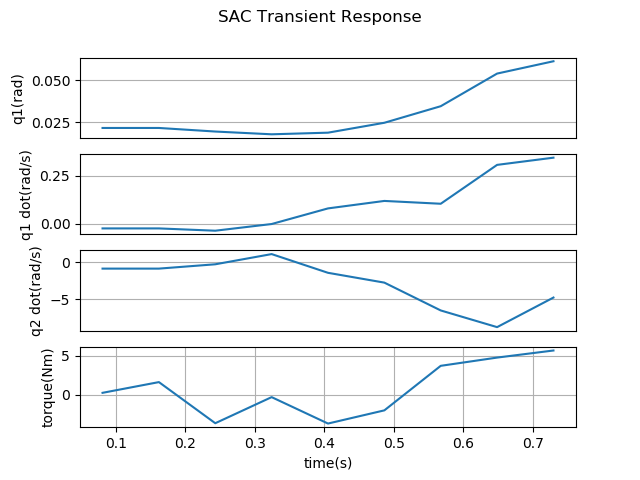 SAC Transient Response
q1(rad)
0.050
0.025
q1 dot(rad/s)
0.25
0.00
q2 dot(rad/s)
0
−5
torque(Nm)
5
0
0.1 0.2 0.3 0.4 0.5 0.6 0.7
time(s)